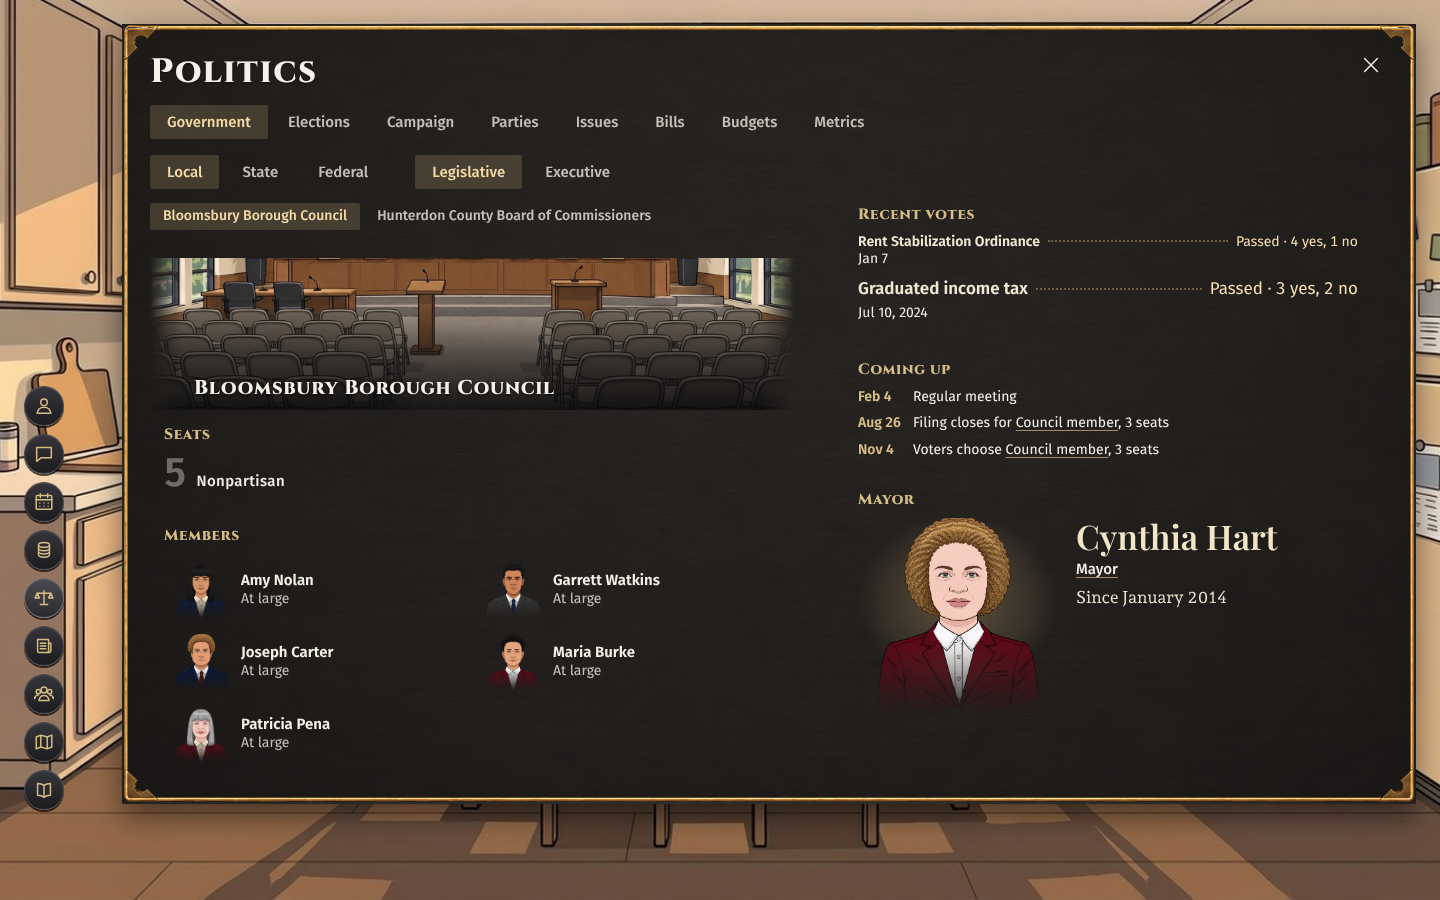 Politics
Government Elections Campaign Parties Issues Bills Budgets Metrics
Local State Federal Legislative Executive
Bloomsbury Borough Council Hunterdon County Board of Commissioners
Bloomsbury Borough Council
Seats
5 Nonpartisan
Members
Amy Nolan
At large
Garrett Watkins
At large
Joseph Carter
At large
Maria Burke
At large
Patricia Pena
At large
Recent votes
Rent Stabilization Ordinance Passed · 4 yes, 1 no
Jan 7
Graduated income tax Passed · 3 yes, 2 no
Jul 10, 2024
Coming up
Feb 4 Regular meeting
Aug 26 Filing closes for Council member, 3 seats
Nov 4 Voters choose Council member, 3 seats
Mayor
Cynthia Hart
Mayor
Since January 2014